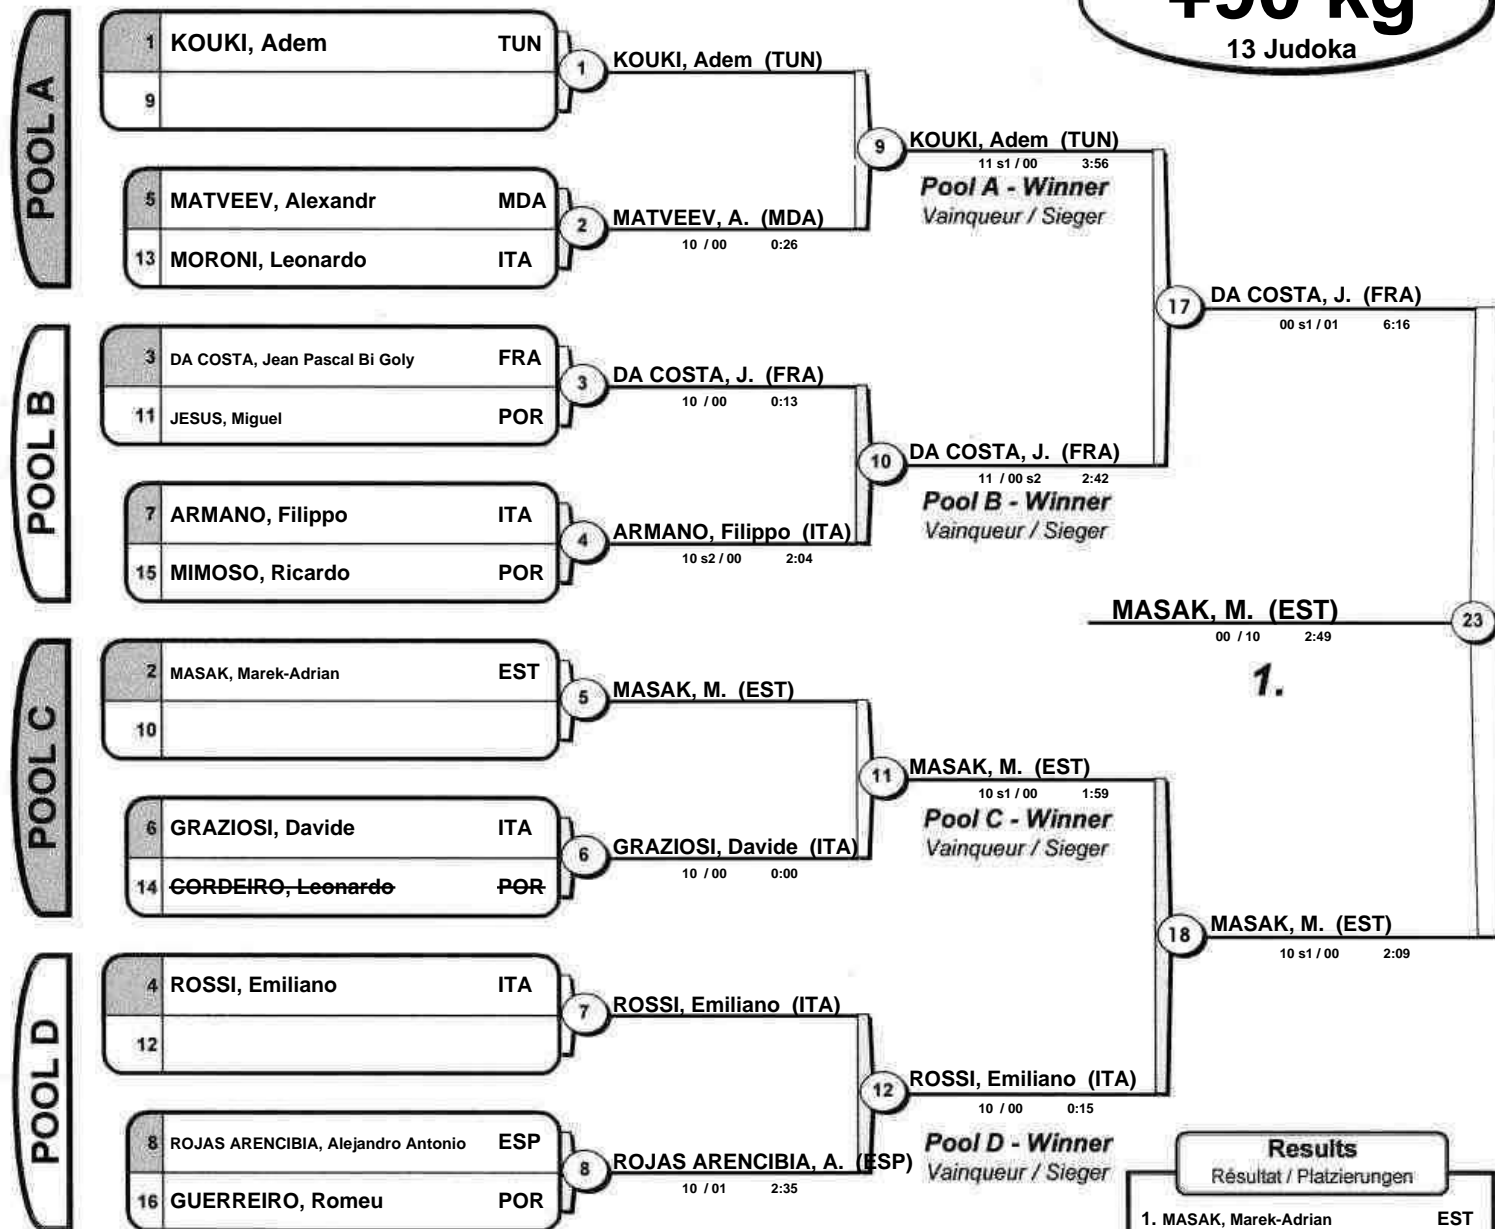 +90 kg
13 Judoka
POOL A
1 KOUKI, Adem TUN
9
1
KOUKI, Adem (TUN)
5 MATVEEV, Alexandr MDA
13 MORONI, Leonardo ITA
2
MATVEEV, A. (MDA)
10 / 00 0:26
9
KOUKI, Adem (TUN)
11 s1 / 00 3:56
Pool A - Winner
Vainqueur / Sieger
POOL B
3 DA COSTA, Jean Pascal Bi Goly FRA
11 JESUS, Miguel POR
3
DA COSTA, J. (FRA)
10 / 00 0:13
7 ARMANO, Filippo ITA
15 MIMOSO, Ricardo POR
4
ARMANO, Filippo (ITA)
10 s2 / 00 2:04
10
DA COSTA, J. (FRA)
11 / 00 s2 2:42
Pool B - Winner
Vainqueur / Sieger
17
DA COSTA, J. (FRA)
00 s1 / 01 6:16
MASAK, M. (EST)
00 / 10 2:49
23
1.
POOL C
2 MASAK, Marek-Adrian EST
10
5
MASAK, M. (EST)
6 GRAZIOSI, Davide ITA
14 CORDEIRO, Leonardo POR
6
GRAZIOSI, Davide (ITA)
10 / 00 0:00
11
MASAK, M. (EST)
10 s1 / 00 1:59
Pool C - Winner
Vainqueur / Sieger
18
MASAK, M. (EST)
10 s1 / 00 2:09
POOL D
4 ROSSI, Emiliano ITA
12
7
ROSSI, Emiliano (ITA)
8 ROJAS ARENCIBIA, Alejandro Antonio ESP
16 GUERREIRO, Romeu POR
8
ROJAS ARENCIBIA, A. (ESP)
10 / 01 2:35
12
ROSSI, Emiliano (ITA)
10 / 00 0:15
Pool D - Winner
Vainqueur / Sieger
Results
Résultat / Platzierungen
1. MASAK, Marek-Adrian EST